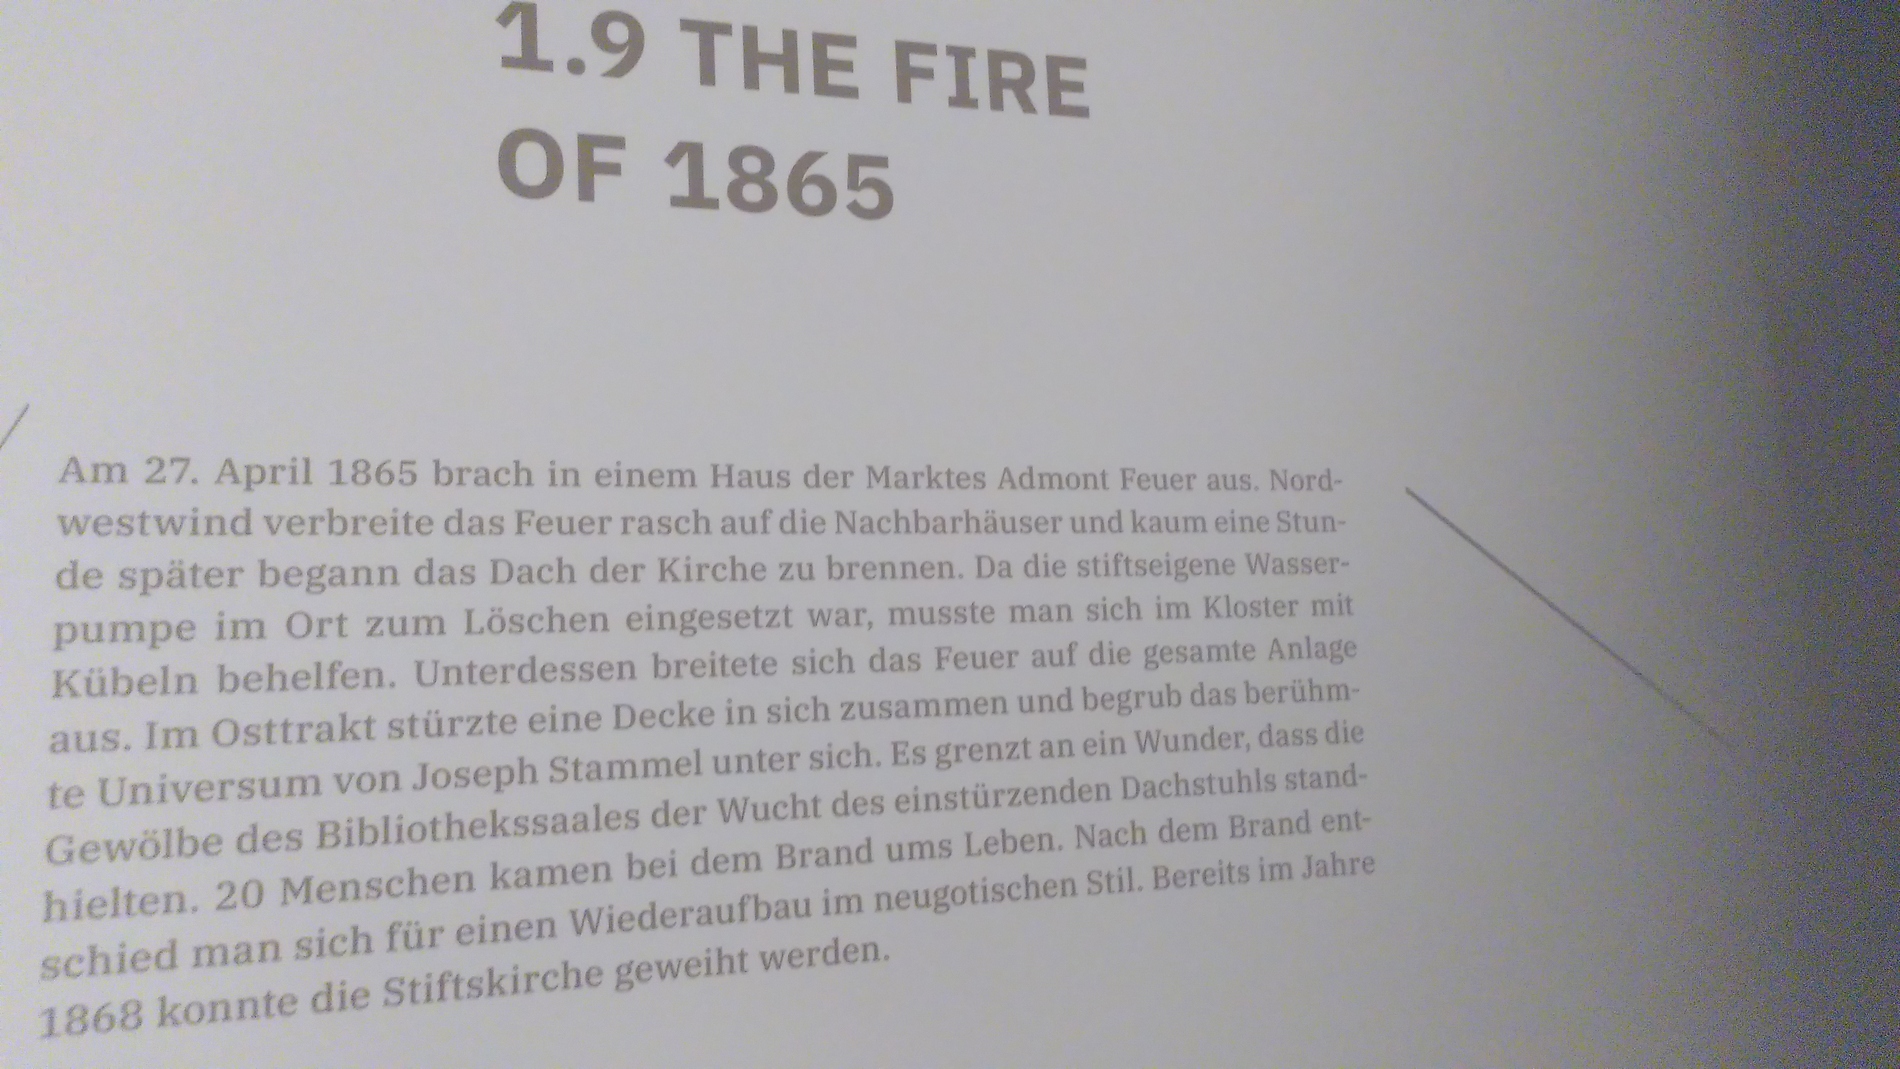 1.9 THE FIRE
OF 1865
Am 27. April 1865 brach in einem Haus der Marktes Admont Feuer aus. Nord-
westwind verbreite das Feuer rasch auf die Nachbarhäuser und kaum eine Stun-
de später begann das Dach der Kirche zu brennen. Da die stiftseigene Wasser-
pumpe im Ort zum Löschen eingesetzt war, musste man sich im Kloster mit
Kübeln behelfen. Unterdessen breitete sich das Feuer auf die gesamte Anlage
aus. Im Osttrakt stürzte eine Decke in sich zusammen und begrub das berühm-
te Universum von Joseph Stammel unter sich. Es grenzt an ein Wunder, dass die
Gewölbe des Bibliothekssaales der Wucht des einstürzenden Dachstuhls stand-
hielten. 20 Menschen kamen bei dem Brand ums Leben. Nach dem Brand ent-
schied man sich für einen Wiederaufbau im neugotischen Stil. Bereits im Jahre
1868 konnte die Stiftskirche geweiht werden.